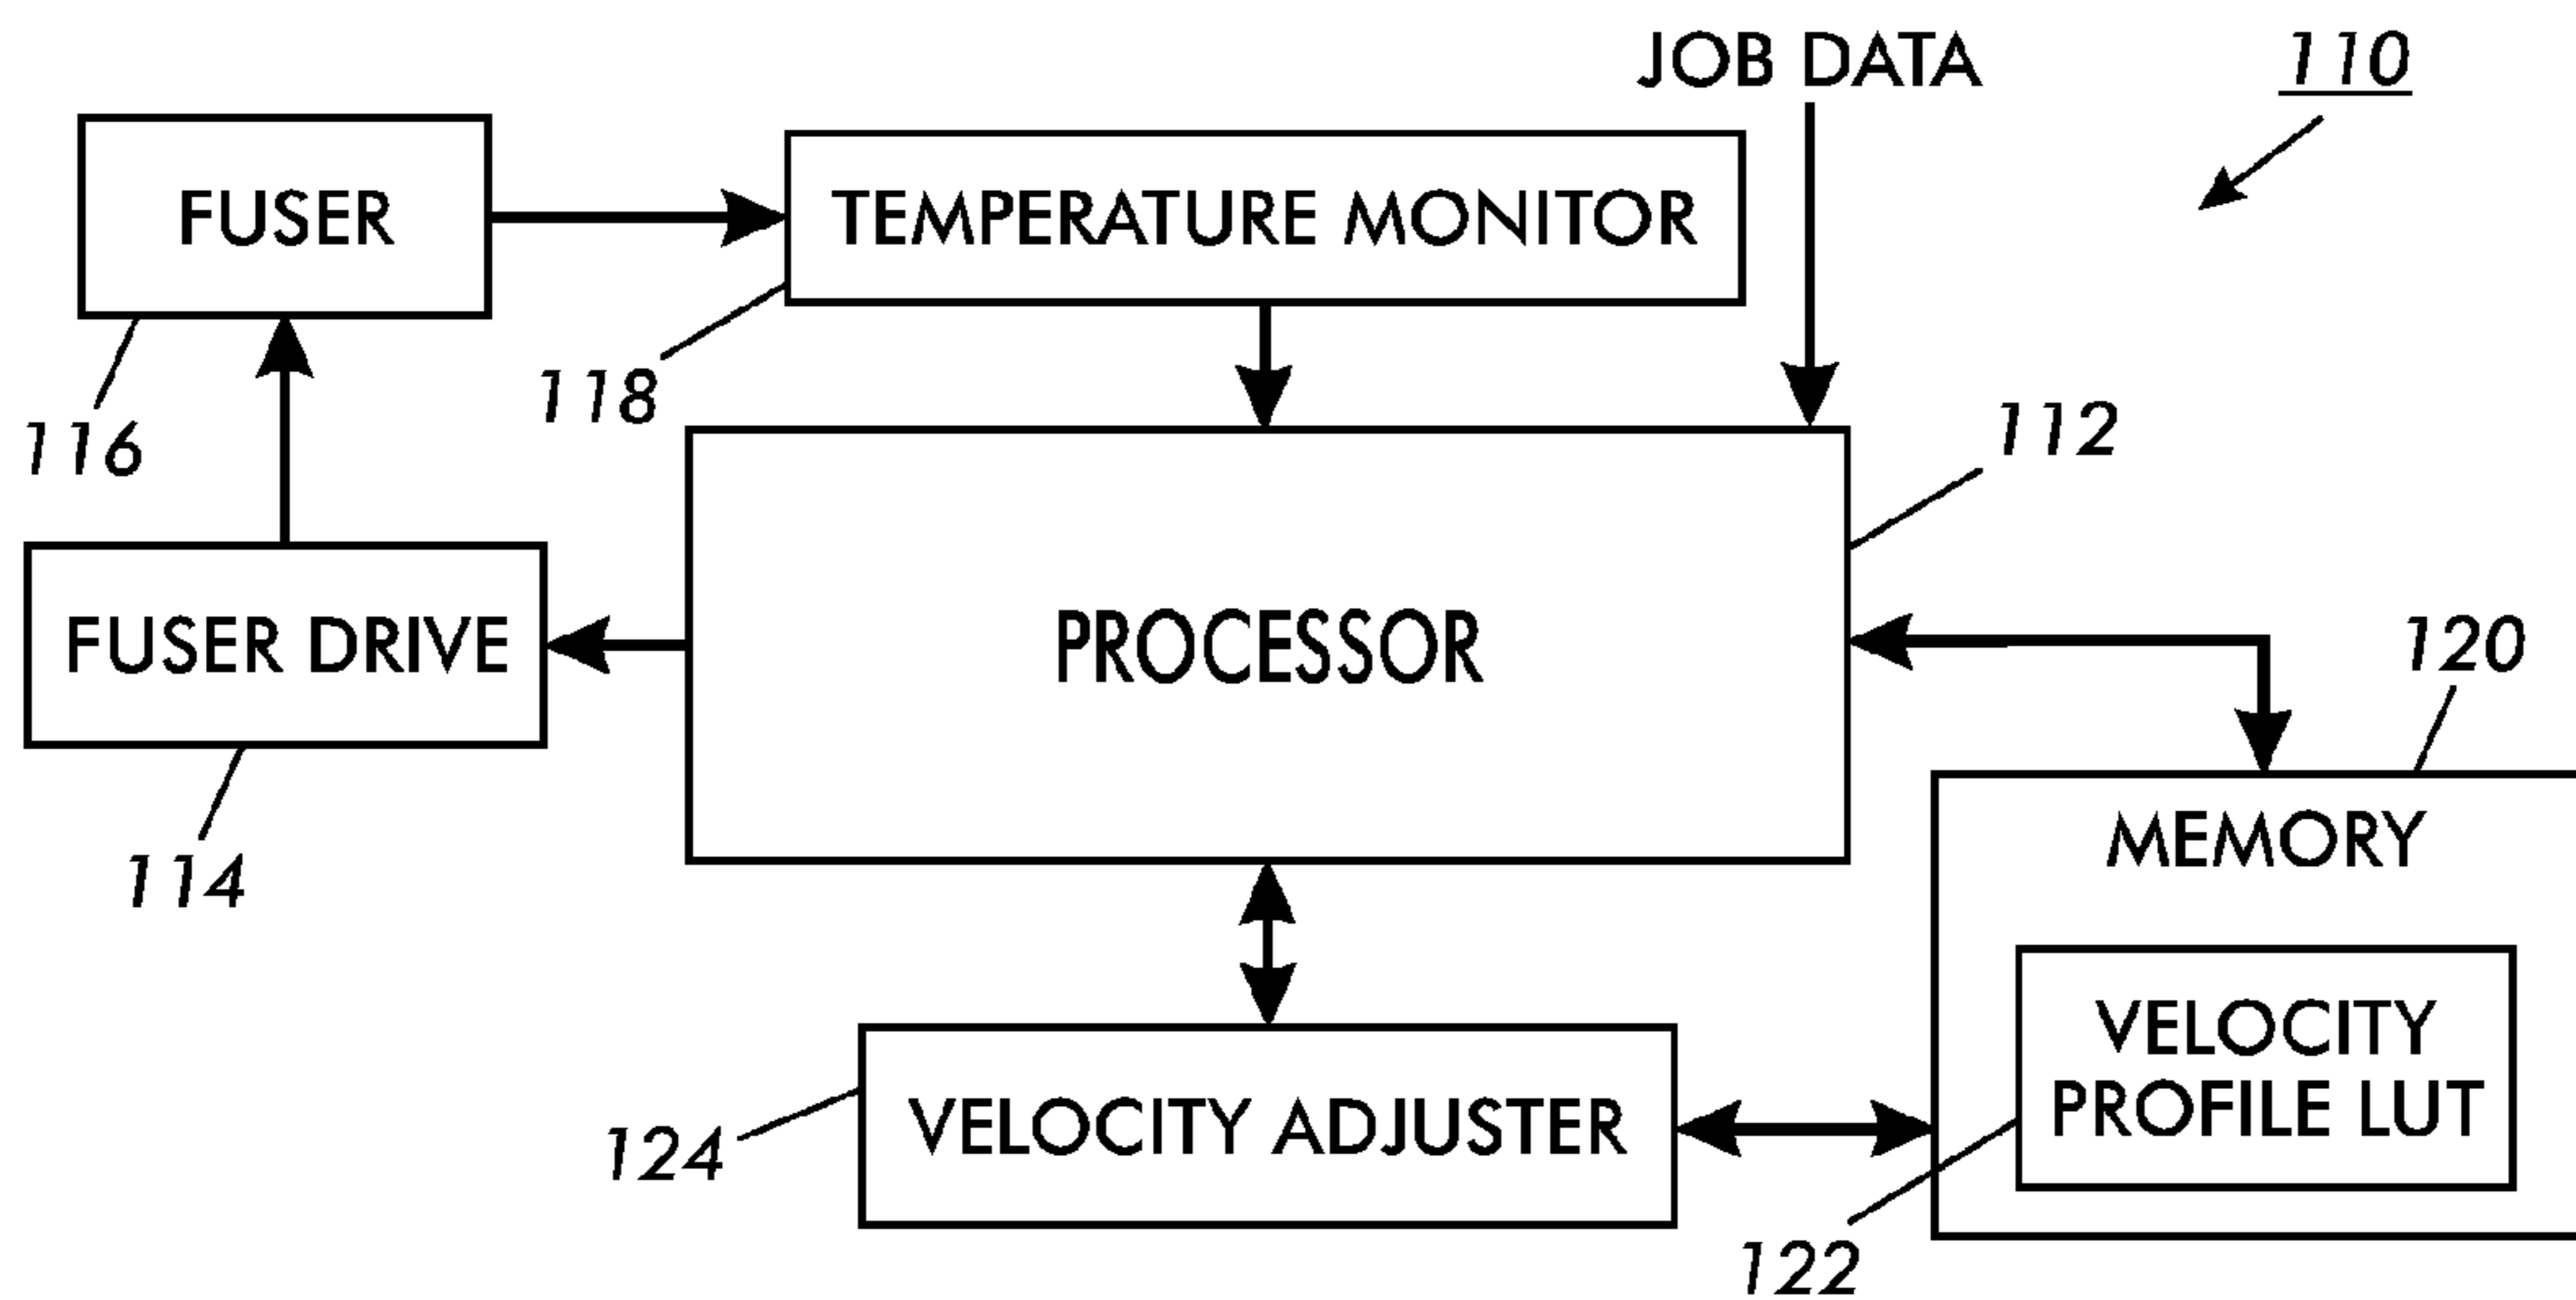 JOB DATA
110
FUSER
TEMPERATURE MONITOR
116
118
112
FUSER DRIVE
PROCESSOR
120
114
MEMORY
VELOCITY
PROFILE LUT
VELOCITY ADJUSTER
124
122